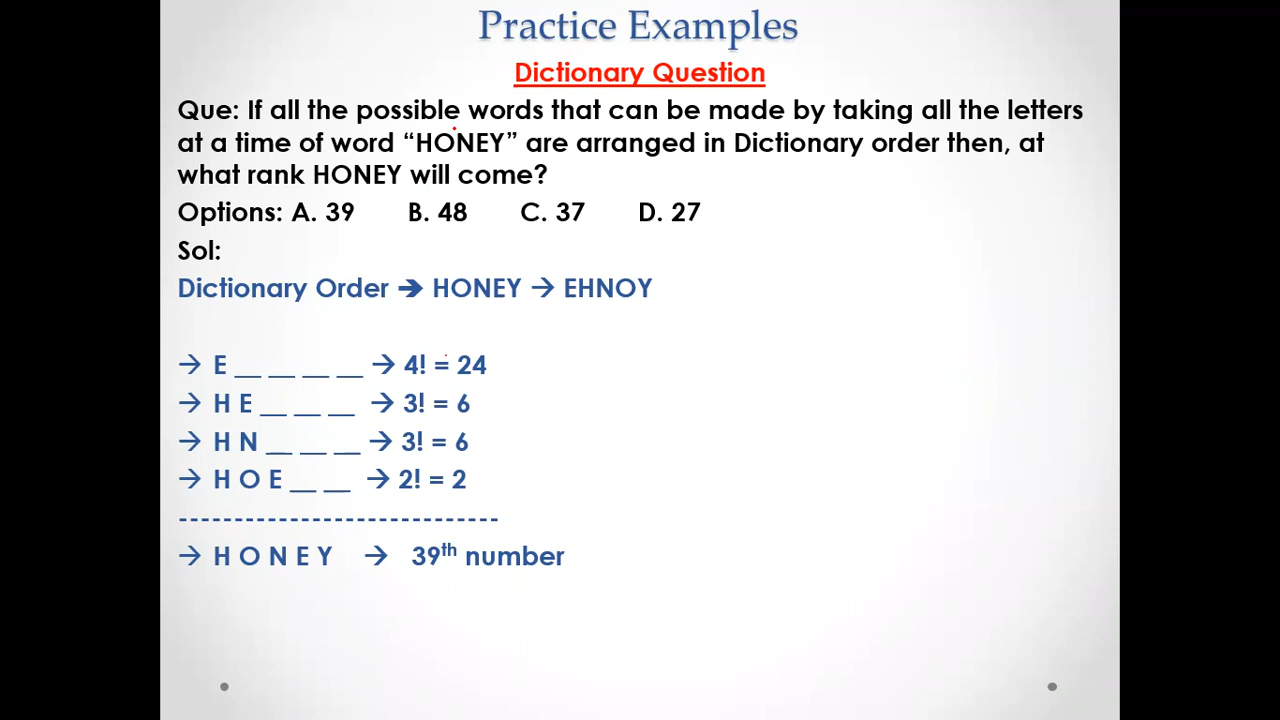 Practice Examples
Dictionary Question
Que: If all the possible words that can be made by taking all the letters
at a time of word “HONEY” are arranged in Dictionary order then, at
what rank HONEY will come?
Options: A. 39 B. 48 C. 37 D. 27
Sol:
Dictionary Order ➔ HONEY → EHNOY
→ E __ __ __ __ → 4! = 24
→ H E __ __ __ → 3! = 6
→ H N __ __ __ → 3! = 6
→ H O E __ __ → 2! = 2
-----------------------------
→ H O N E Y → 39th number